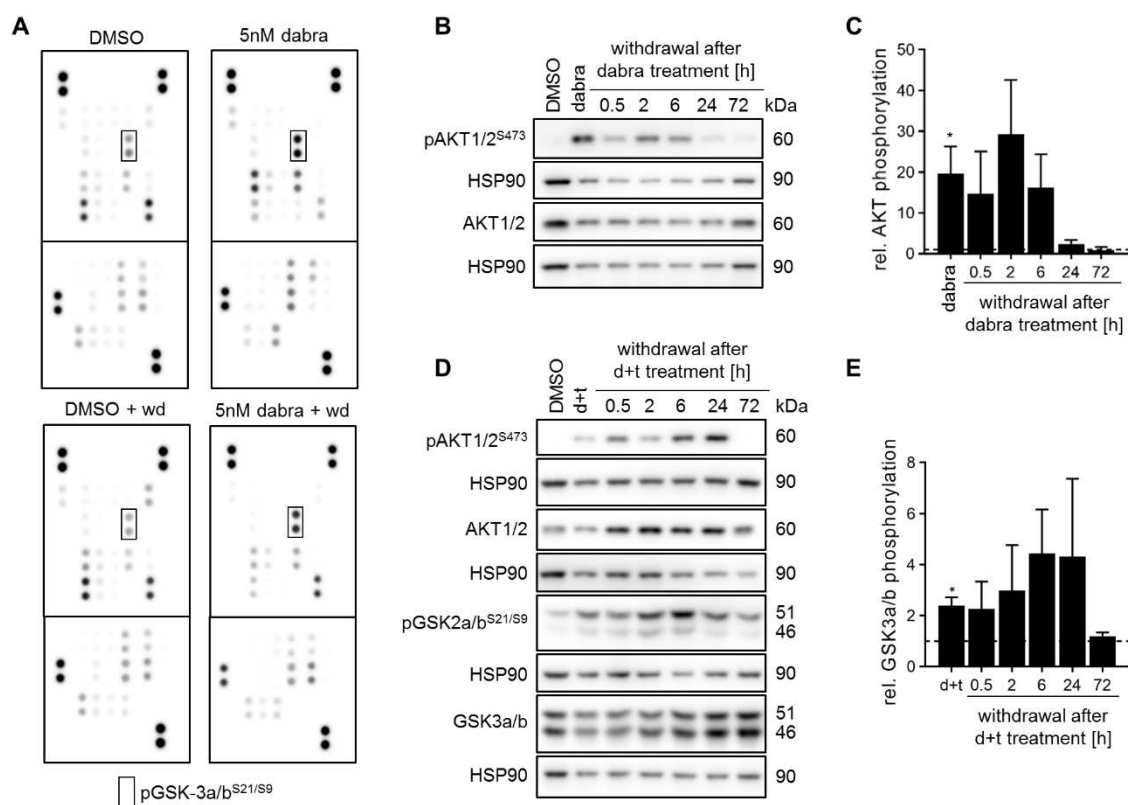 A
DMSO
5nM dabra
DMSO + wd
5nM dabra + wd
pGSK-3a/b^S21/S9
B
DMSO
dabra
withdrawal after
dabra treatment [h]
0.5 2 6 24 72 kDa
pAKT1/2^S473 60
HSP90 90
AKT1/2 60
HSP90 90
C
rel. AKT phosphorylation
50
40
30
20
10
0
*
dabra 0.5 2 6 24 72
withdrawal after
dabra treatment [h]
D
DMSO
d+t
withdrawal after
d+t treatment [h]
0.5 2 6 24 72 kDa
pAKT1/2^S473 60
HSP90 90
AKT1/2 60
HSP90 90
pGSK2a/b^S21/S9 51
46
HSP90 90
GSK3a/b 51
46
HSP90 90
E
rel. GSK3a/b phosphorylation
8
6
4
2
0
*
d+t 0.5 2 6 24 72
withdrawal after
d+t treatment [h]